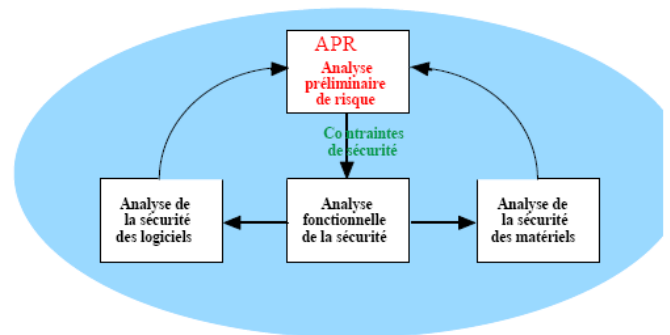 APR
Analyse
préliminaire
de risque
Contraintes
de sécurité
Analyse de
la sécurité
des logiciels
Analyse
fonctionnelle
de la sécurité
Analyse de
la sécurité
des matériels